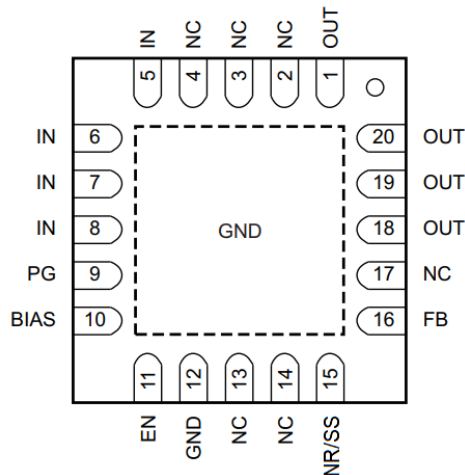 IN NC NC NC OUT
5 4 3 2 1
IN 6 20 OUT
IN 7 19 OUT
IN 8 GND 18 OUT
PG 9 17 NC
BIAS 10 16 FB
11 12 13 14 15
EN GND NC NC NR/SS